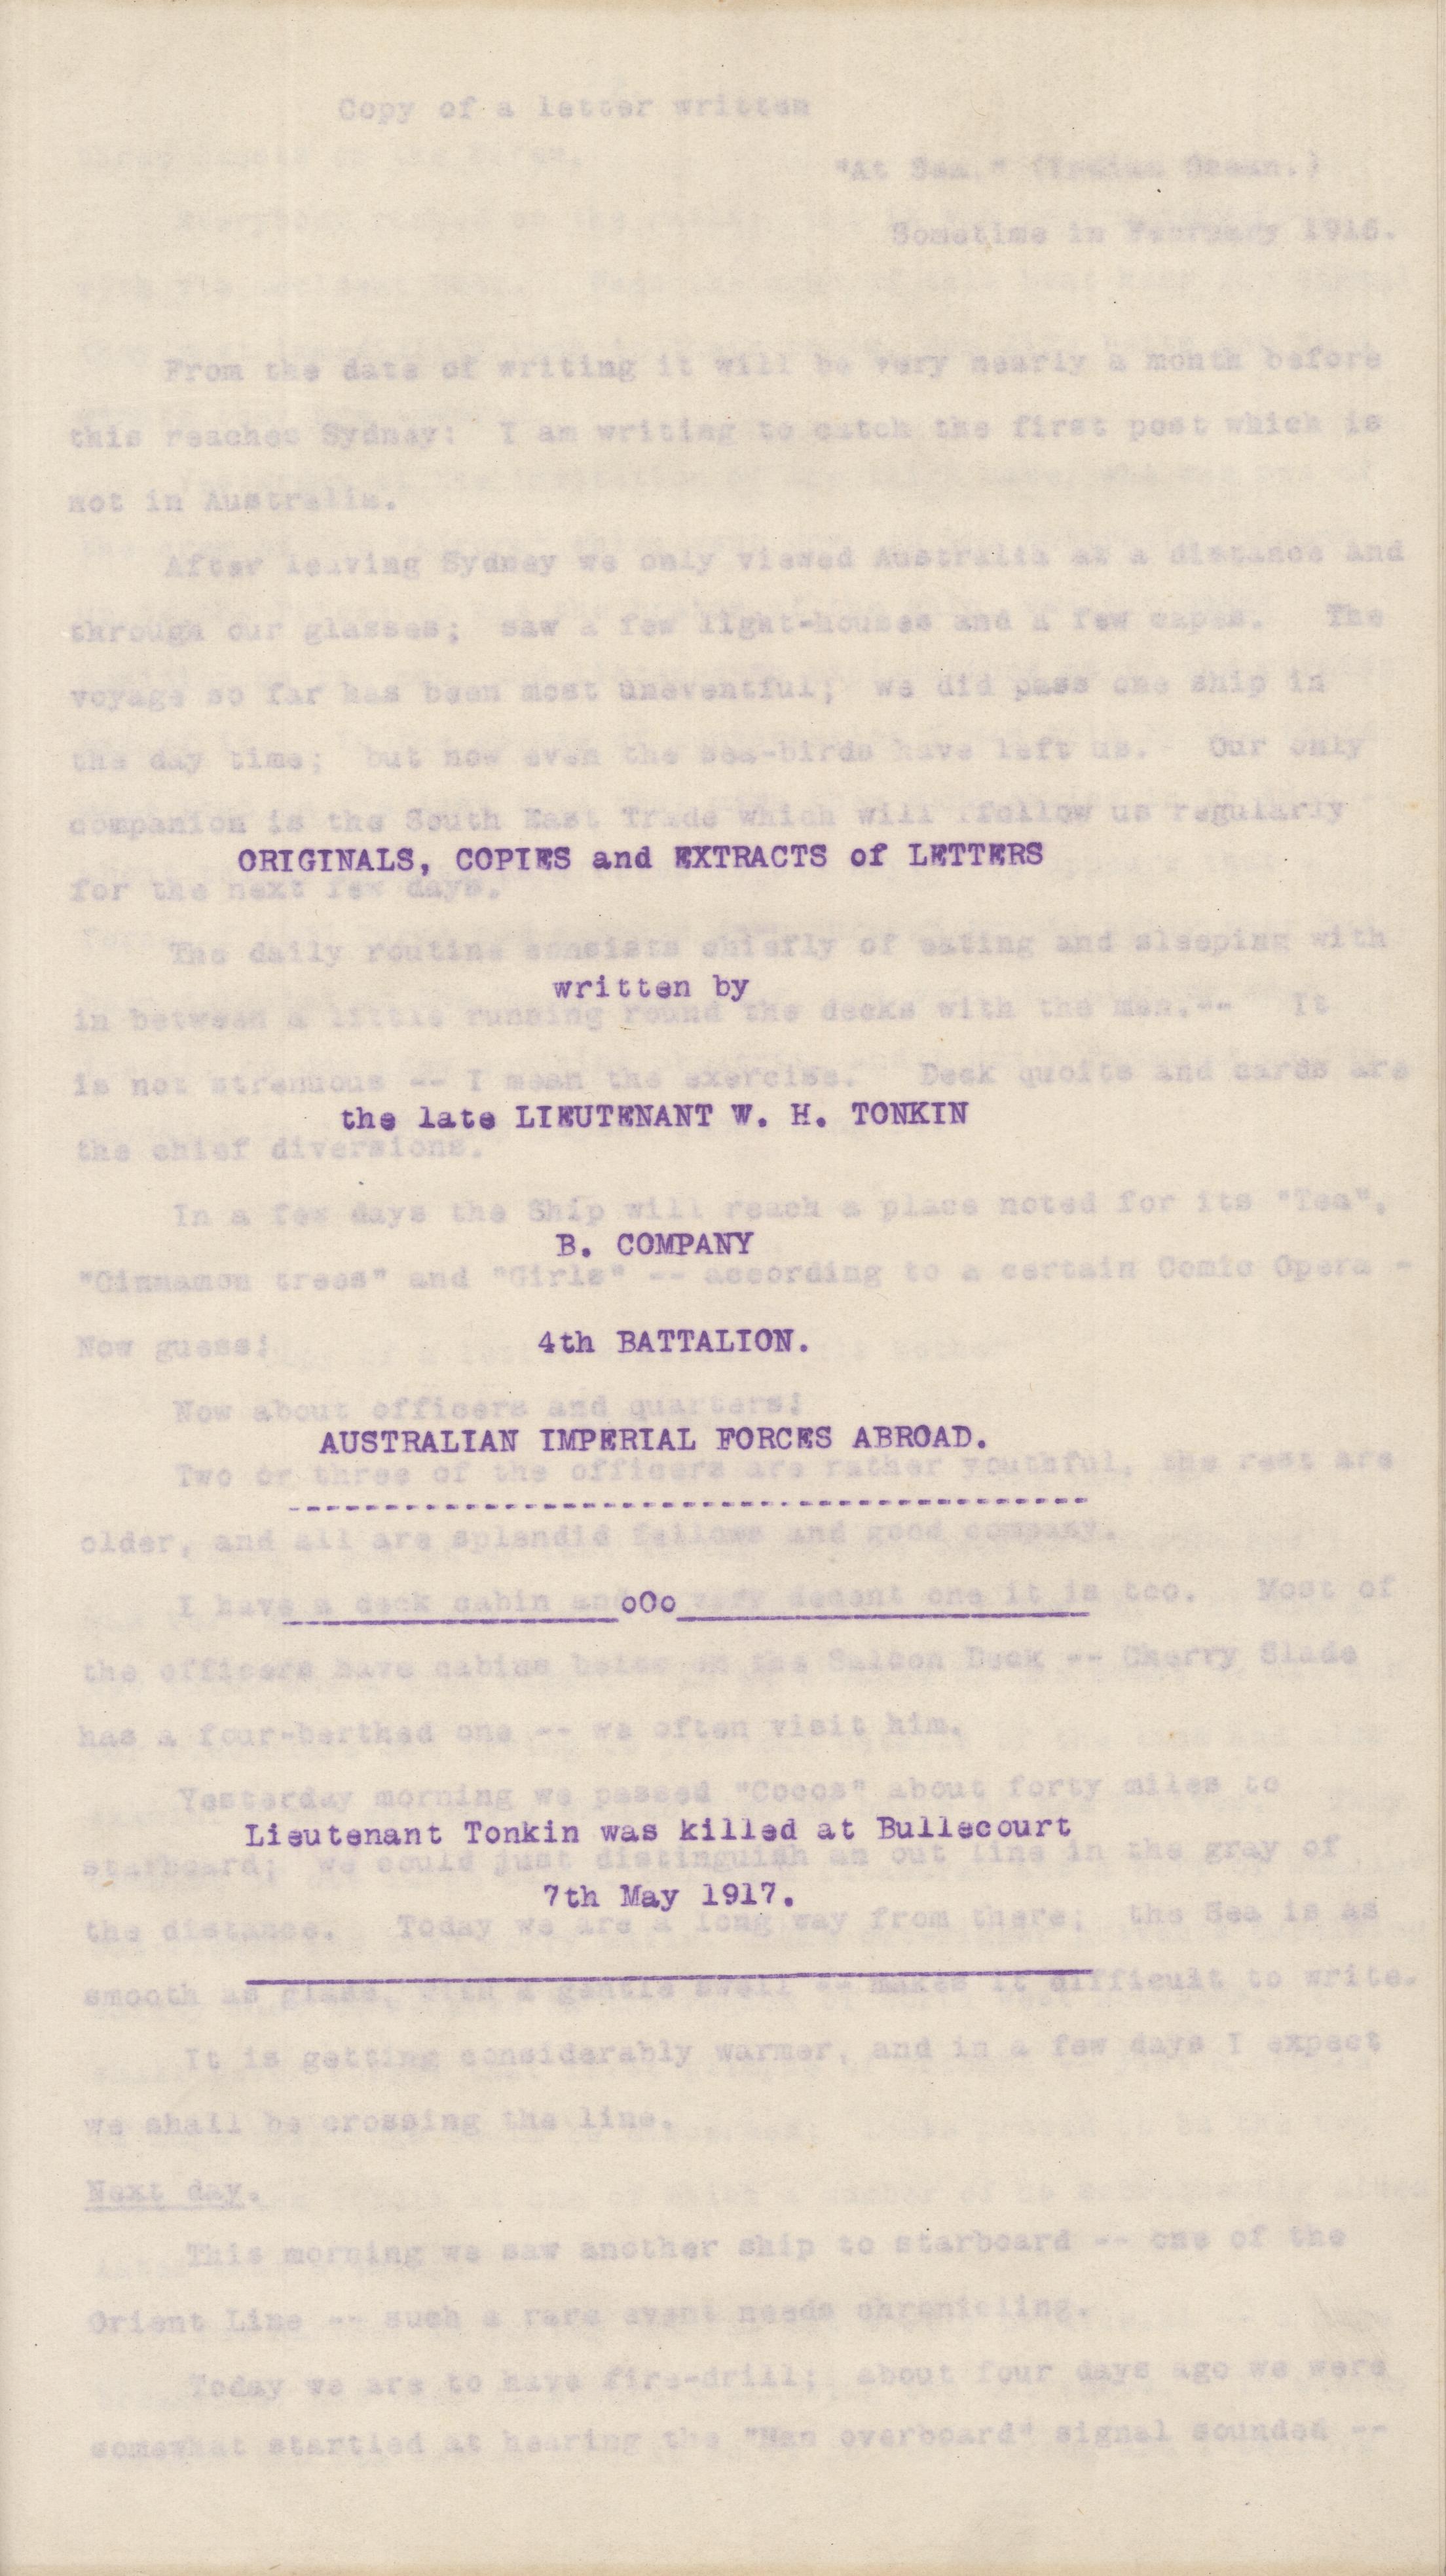 Copy of a letter written
"At Sea." (Indian Ocean.)
Sometime in February 1916.
From the date of writing it will be very nearly a month before
this reaches Sydney: I am writing to catch the first post which is
not in Australia.
After leaving Sydney we only viewed Australia at a distance and
through our glasses; saw a few light-houses and a few capes. The
voyage so far has been most uneventful; we did pass one ship in
the day time; but now even the sea-birds have left us. Our only
companion is the South East Trade which will follow us regularly
ORIGINALS, COPIES and EXTRACTS of LETTERS
for the next few days.
The daily routine consists chiefly of eating and sleeping with
written by
in between a little running round the decks with the men.-- It
is not strenuous -- I mean the exercise. Deck quoits and cards are
the late LIEUTENANT W. H. TONKIN
the chief diversions.
In a few days the Ship will reach a place noted for its "Tea",
B. COMPANY
"Cinnamon trees" and "Girls" -- according to a certain Comic Opera -
4th BATTALION.
Now guess!
Now about officers and quarters!
AUSTRALIAN IMPERIAL FORCES ABROAD.
Two or three of the officers are rather youthful, the rest are
older, and all are splendid fellows and good company.
I have a deck cabin and very decent one it is too. Most of
oOo
the officers have cabins below on the Saloon Deck -- Cherry Slade
has a four-berthed one -- we often visit him.
Yesterday morning we passed "Cocos" about forty miles to
Lieutenant Tonkin was killed at Bullecourt
starboard; we could just distinguish an out line in the gray of
7th May 1917.
the distance. Today we are a long way from there; the Sea is as
smooth as glass, with a gentle swell -- makes it difficult to write.
It is getting considerably warmer, and in a few days I expect
we shall be crossing the line.
Next day.
This morning we saw another ship to starboard -- one of the
Orient Line -- such a rare event needs chronicling.
Today we are to have fire-drill; about four days ago we were
somewhat startled at hearing the "Man overboard" signal sounded --